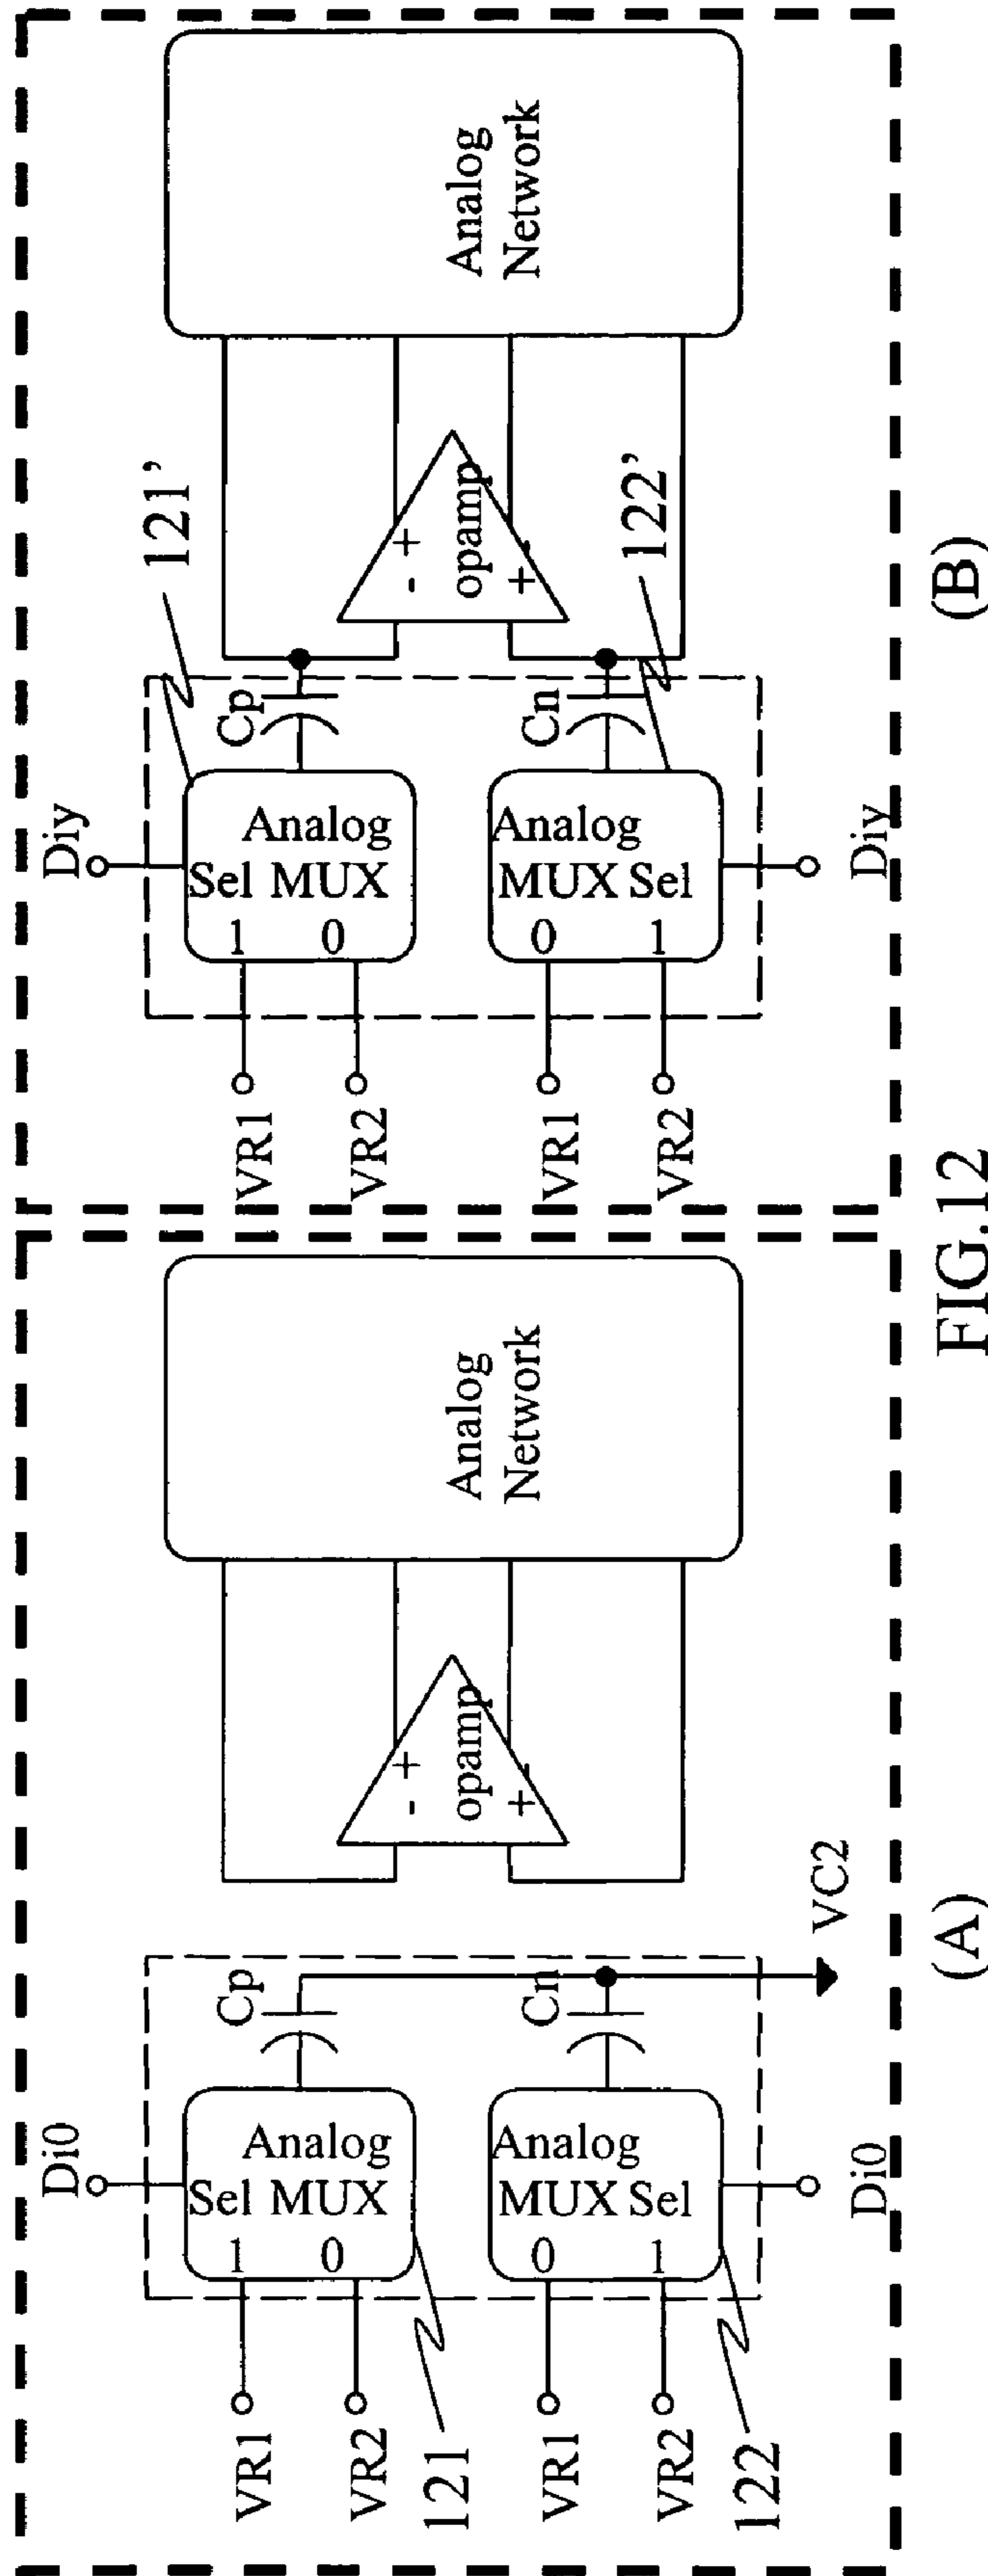 Di0
VR1
VR2
1
0
Sel MUX
Analog
Cp
121
VR1
VR2
0
1
MUX Sel
Analog
Cn
122
Di0
VC2
-
+
opamp
+
-
Analog
Network
(A)
Diy
VR1
VR2
1
0
Sel MUX
Analog
Cp
121’
VR1
VR2
0
1
MUX Sel
Analog
Cn
122’
Diy
-
+
opamp
+
-
Analog
Network
(B)
FIG.12